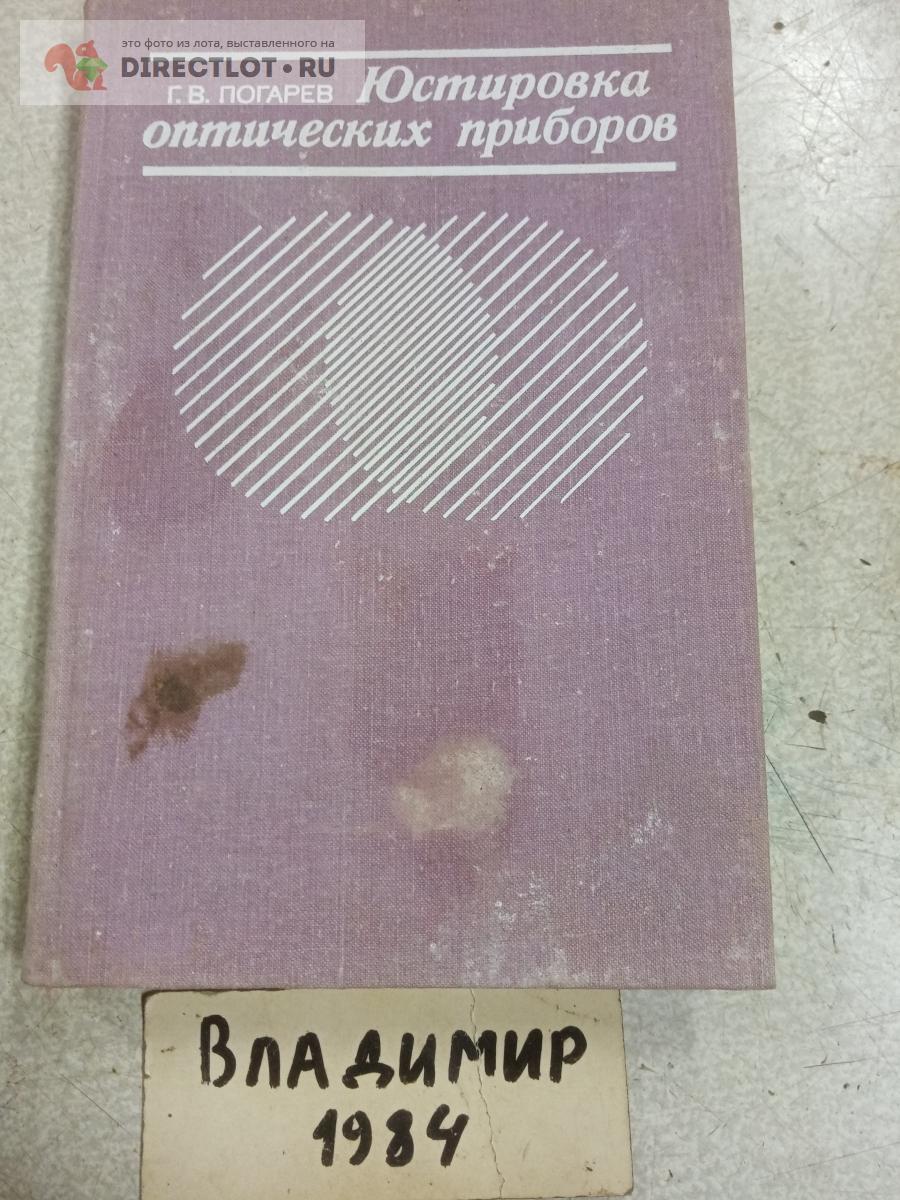 это фото из лота, выставленного на
DIRECTLOT.RU
Г. В. ПОГАРЕВ Юстировка
оптических приборов
ВЛАДИМИР
1984